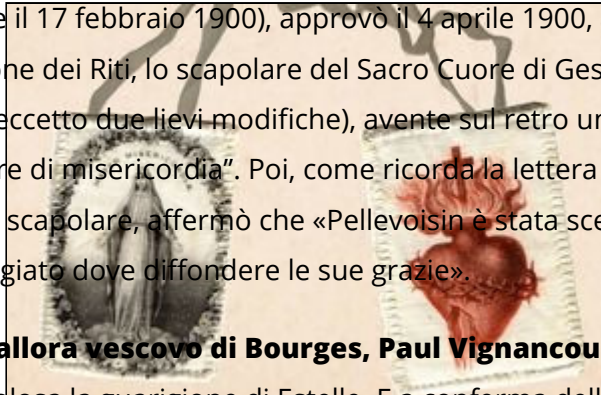 e il 17 febbraio 1900), approvò il 4 aprile 1900,
one dei Riti, lo scapolare del Sacro Cuore di Ges
eccetto due lievi modifiche), avente sul retro un
re di misericordia”. Poi, come ricorda la lettera
scapolare, affermò che «Pellevoisin è stata sce
giato dove diffondere le sue grazie».
allora vescovo di Bourges, Paul Vignancou